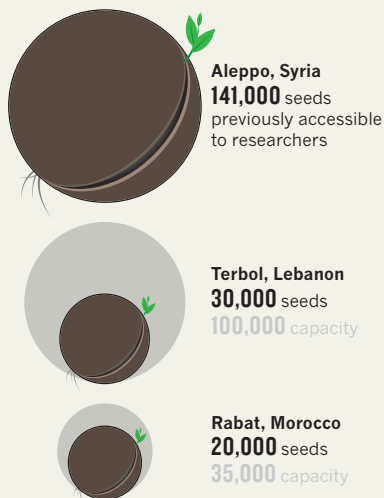 Aleppo, Syria
141,000 seeds
previously accessible
to researchers
Terbol, Lebanon
30,000 seeds
100,000 capacity
Rabat, Morocco
20,000 seeds
35,000 capacity